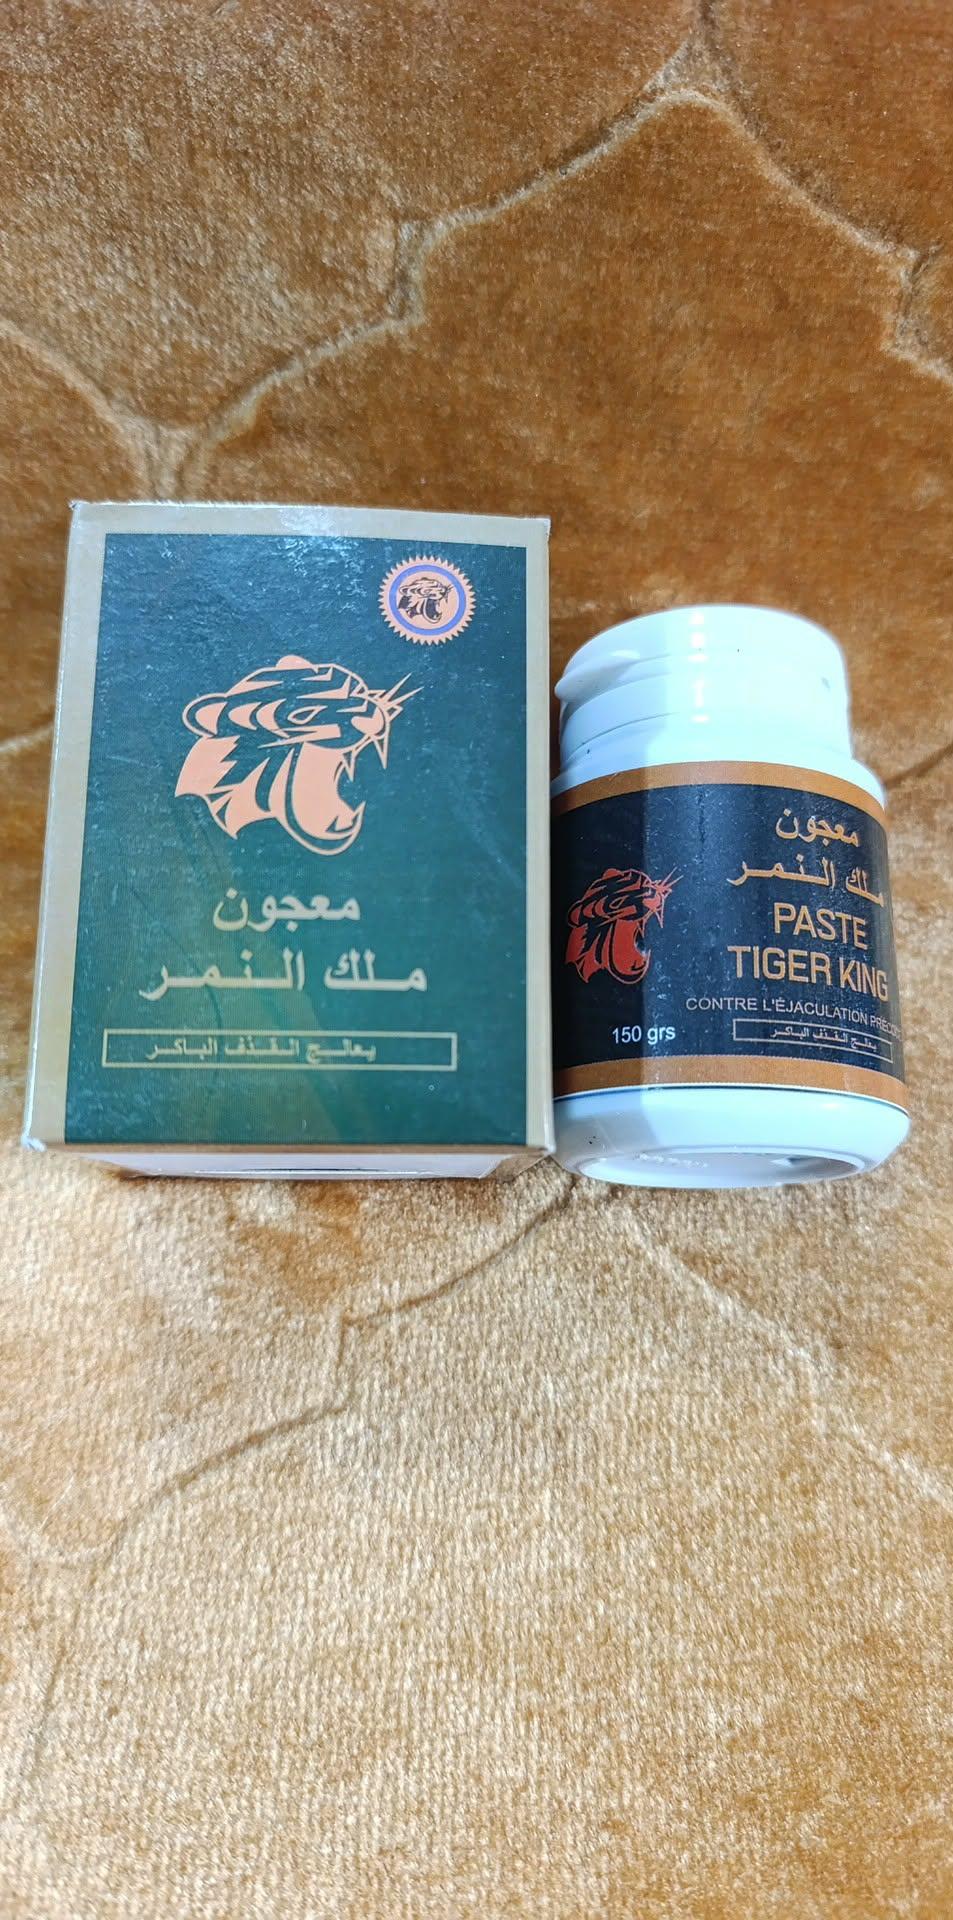 معجون
ملك النمر
يعالج القذف الباكر
معجون
ملك النمر
PASTE
TIGER KING
CONTRE L'ÉJACULATION PRÉCOCE
150 grs
يعالج القذف الباكر